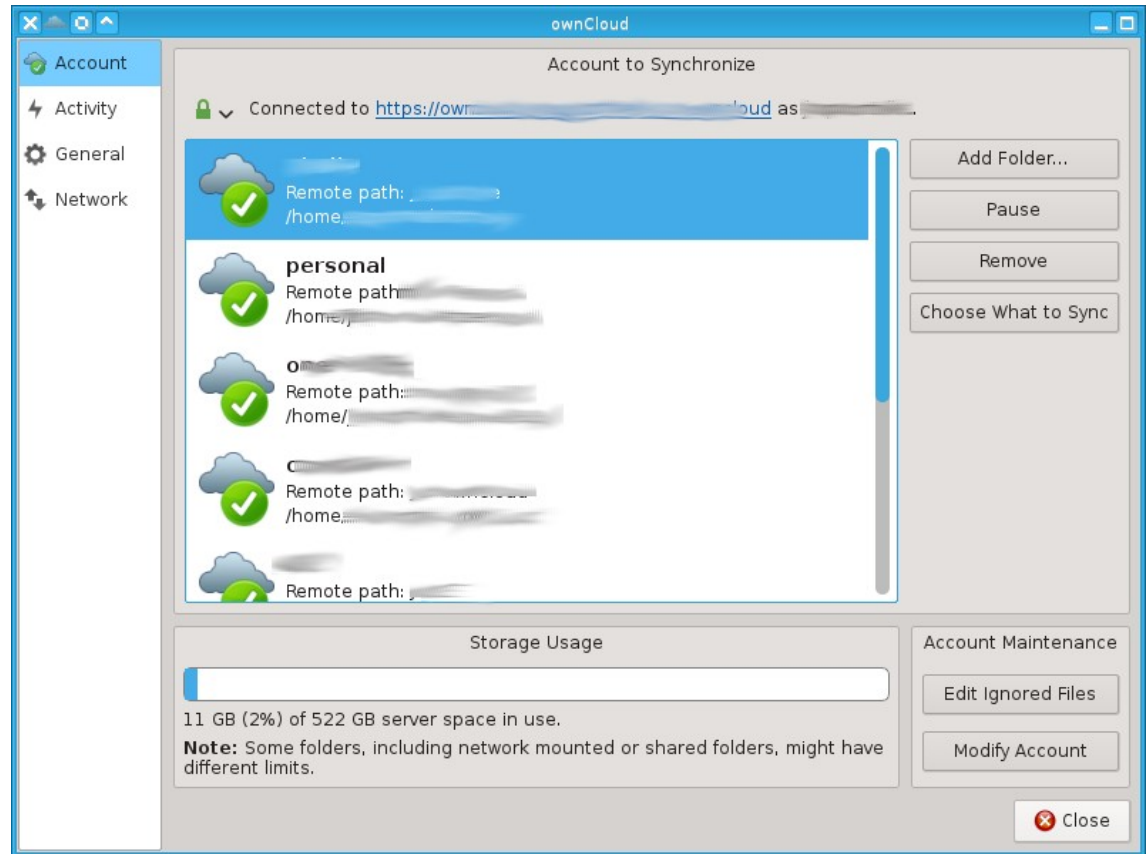 ownCloud
Account
Activity
General
Network
Account to Synchronize
Connected to https://own oud as .
Remote path:
/home
personal
Remote path
/home/
Remote path:
/home/
Remote path:
/home
Remote path:
Add Folder...
Pause
Remove
Choose What to Sync
Storage Usage
11 GB (2%) of 522 GB server space in use.
Note: Some folders, including network mounted or shared folders, might have
different limits.
Account Maintenance
Edit Ignored Files
Modify Account
Close